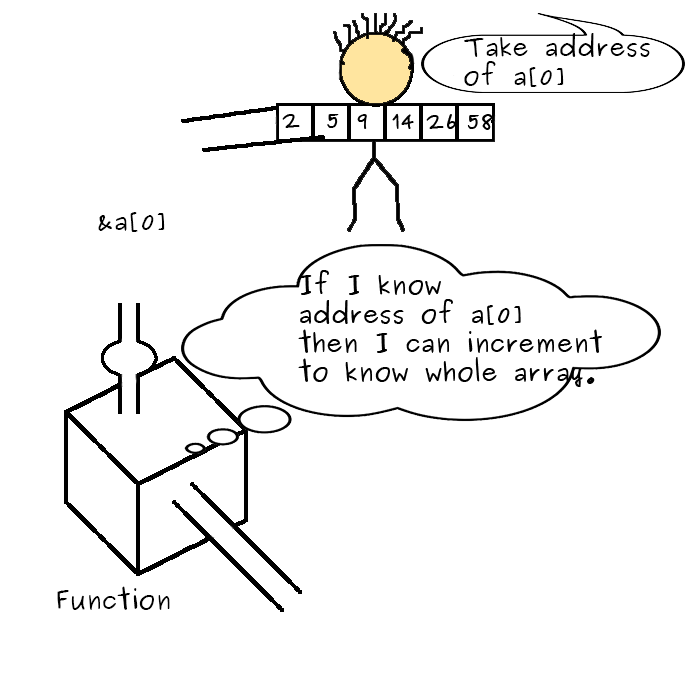 Take address
of a[0]
2 5 9 14 26 58
&a[0]
If I know
address of a[0]
then I can increment
to know whole array.
Function